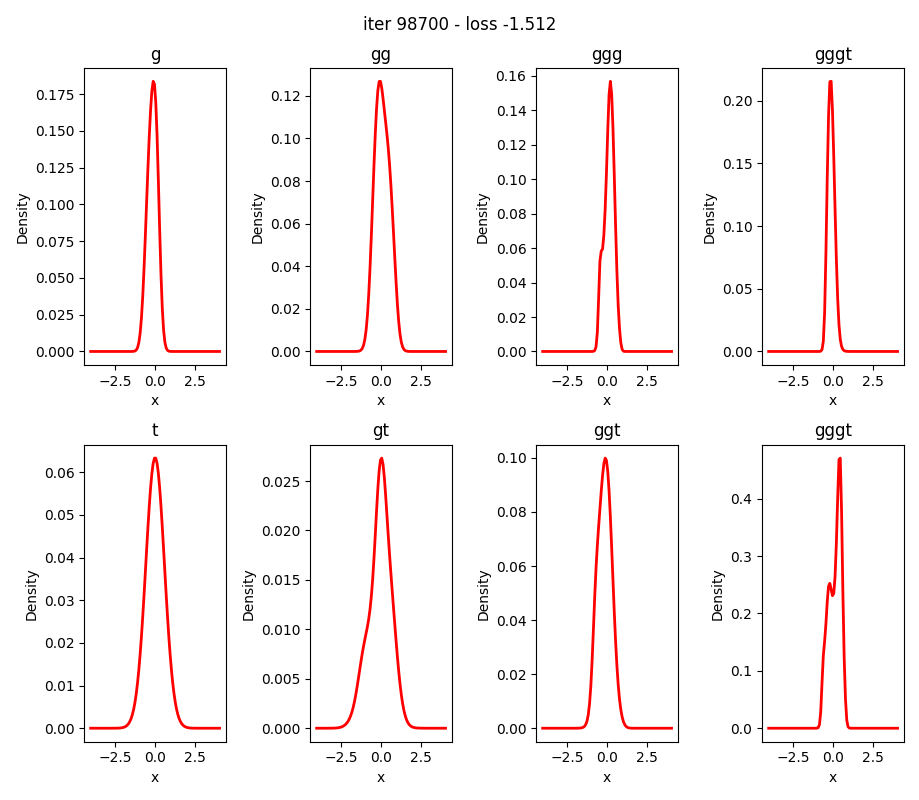 iter 98700 - loss -1.512
g
gg
ggg
gggt
0.175
0.150
0.125
0.100
0.075
0.050
0.025
0.000
Density
−2.5 0.0 2.5
x
0.12
0.10
0.08
0.06
0.04
0.02
0.00
Density
−2.5 0.0 2.5
x
0.16
0.14
0.12
0.10
0.08
0.06
0.04
0.02
0.00
Density
−2.5 0.0 2.5
x
0.20
0.15
0.10
0.05
0.00
Density
−2.5 0.0 2.5
x
t
gt
ggt
gggt
0.06
0.05
0.04
0.03
0.02
0.01
0.00
Density
−2.5 0.0 2.5
x
0.025
0.020
0.015
0.010
0.005
0.000
Density
−2.5 0.0 2.5
x
0.10
0.08
0.06
0.04
0.02
0.00
Density
−2.5 0.0 2.5
x
0.4
0.3
0.2
0.1
0.0
Density
−2.5 0.0 2.5
x